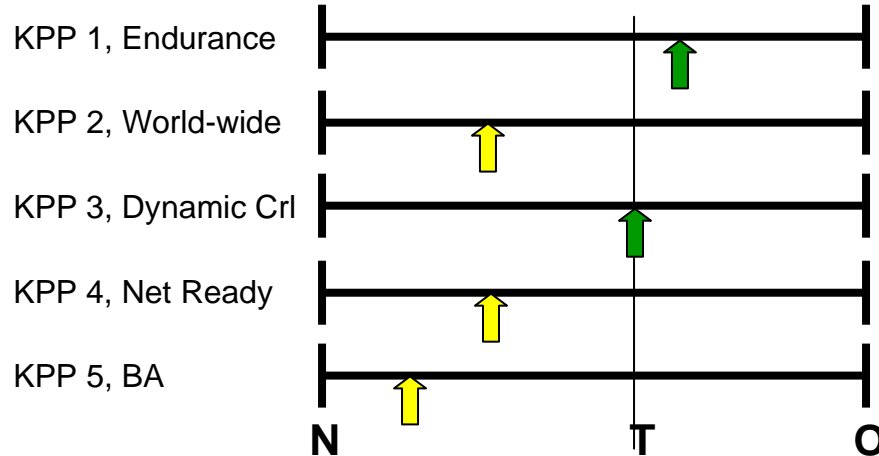 KPP 1, Endurance
KPP 2, World-wide
KPP 3, Dynamic Crl
KPP 4, Net Ready
KPP 5, BA
N T O